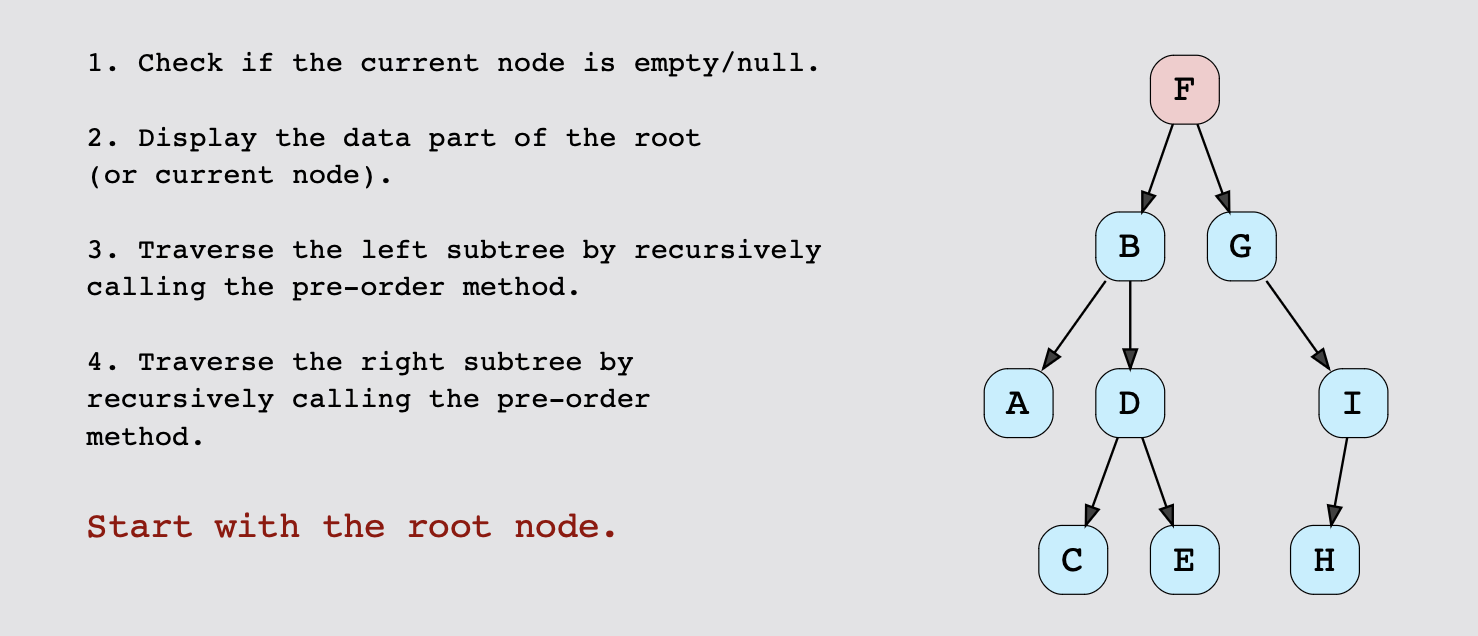 1. Check if the current node is empty/null.
2. Display the data part of the root
(or current node).
3. Traverse the left subtree by recursively
calling the pre-order method.
4. Traverse the right subtree by
recursively calling the pre-order
method.
Start with the root node.
F
B G
A D I
C E H